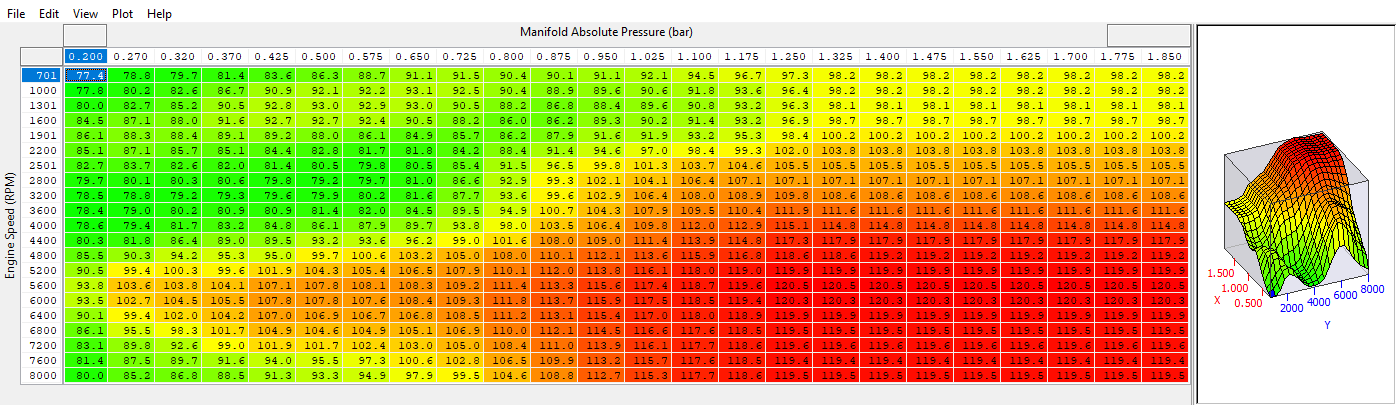 File Edit View Plot Help
Manifold Absolute Pressure (bar)
Engine Speed (RPM)
0.200 0.270 0.320 0.370 0.425 0.500 0.575 0.650 0.725 0.800 0.875 0.950 1.025 1.100 1.175 1.250 1.325 1.400 1.475 1.550 1.625 1.700 1.775 1.850
701 77.4 78.8 79.7 81.4 83.6 86.3 88.7 91.1 91.5 90.4 90.1 91.1 92.1 94.5 96.7 97.3 98.2 98.2 98.2 98.2 98.2 98.2 98.2 98.2
1000 77.8 80.2 82.6 86.7 90.9 92.1 92.2 93.1 92.5 90.4 88.9 89.6 90.6 91.8 93.6 96.4 98.2 98.2 98.2 98.2 98.2 98.2 98.2 98.2
1301 80.0 82.7 85.2 90.5 92.8 93.0 92.9 93.0 90.5 88.2 86.8 88.4 89.6 90.8 93.2 96.3 98.1 98.1 98.1 98.1 98.1 98.1 98.1 98.1
1600 84.5 87.1 88.0 91.6 92.7 92.7 92.4 90.5 88.2 86.0 86.2 89.3 90.2 91.4 93.2 96.9 98.7 98.7 98.7 98.7 98.7 98.7 98.7 98.7
1901 86.1 88.3 88.4 89.1 89.2 88.0 86.1 84.9 85.7 86.2 87.9 91.6 91.9 93.2 95.3 98.4 100.2 100.2 100.2 100.2 100.2 100.2 100.2 100.2
2200 85.1 87.1 85.7 85.1 84.4 82.8 81.7 81.8 84.2 88.4 91.4 94.6 97.0 98.4 99.3 102.0 103.8 103.8 103.8 103.8 103.8 103.8 103.8 103.8
2501 82.7 83.7 82.6 82.0 81.4 80.5 79.8 80.5 85.4 91.5 96.5 99.8 101.3 103.7 104.6 105.5 105.5 105.5 105.5 105.5 105.5 105.5 105.5 105.5
2800 79.7 80.1 80.3 80.6 79.8 79.2 79.7 81.0 86.6 92.9 99.3 102.1 104.1 106.4 107.1 107.1 107.1 107.1 107.1 107.1 107.1 107.1 107.1 107.1
3200 78.5 78.8 79.2 79.3 79.6 79.9 80.2 81.6 87.7 93.6 99.6 102.9 106.4 108.0 108.9 109.8 108.6 108.6 108.6 108.6 108.6 108.6 108.6 108.6
3600 78.4 79.0 80.2 80.9 80.9 81.4 82.0 84.5 89.5 94.9 100.7 104.3 107.9 109.5 110.4 111.9 111.6 111.6 111.6 111.6 111.6 111.6 111.6 111.6
4000 78.6 79.4 81.7 83.2 84.8 86.1 87.9 89.7 93.8 98.0 103.5 106.4 109.8 112.0 112.9 115.1 114.8 114.8 114.8 114.8 114.8 114.8 114.8 114.8
4400 80.3 81.8 86.4 89.0 89.5 93.2 93.6 96.2 99.0 101.6 108.0 109.0 111.4 113.9 114.8 117.3 117.9 117.9 117.9 117.9 117.9 117.9 117.9 117.9
4800 85.5 90.3 94.2 95.3 95.0 99.7 100.6 103.2 105.0 108.0 110.1 112.1 113.6 115.9 116.8 118.6 118.6 119.2 119.2 119.2 119.2 119.2 119.2 119.2
5200 90.5 99.4 100.3 99.6 101.9 104.3 105.4 106.5 107.9 110.1 112.0 113.8 116.1 118.0 119.0 119.9 119.9 119.9 119.9 119.9 119.9 119.9 119.9 119.9
5600 93.8 103.6 103.8 104.1 107.1 107.8 108.1 108.3 109.2 111.4 113.3 115.6 117.6 118.5 119.6 120.5 120.5 120.5 120.5 120.5 120.5 120.5 120.5 120.5
6000 93.5 102.7 104.5 105.5 107.8 107.8 107.6 108.4 109.3 111.8 113.7 115.6 117.5 118.5 119.4 120.3 120.3 120.3 120.3 120.3 120.3 120.3 120.3 120.3
6400 90.1 99.4 102.0 104.2 107.0 106.9 106.7 106.8 108.5 111.2 113.1 115.4 117.0 118.0 118.9 119.9 119.9 119.9 119.9 119.9 119.9 119.9 119.9 119.9
6800 86.1 95.5 98.3 101.7 104.9 104.6 104.9 105.1 106.9 110.0 112.1 114.5 116.6 117.6 118.5 119.5 119.5 119.5 119.5 119.5 119.5 119.5 119.5 119.5
7200 83.1 89.8 92.6 99.0 101.9 101.7 102.4 103.0 105.0 108.4 111.0 113.9 116.1 117.2 118.6 119.6 119.6 119.6 119.6 119.6 119.6 119.6 119.6 119.6
7600 81.4 87.5 89.7 91.6 94.0 95.5 97.3 100.6 102.8 106.5 109.9 113.2 115.7 117.6 118.5 119.4 119.4 119.4 119.4 119.4 119.4 119.4 119.4 119.4
8000 80.0 85.2 86.8 88.5 91.3 93.3 94.9 97.9 99.5 104.6 108.8 112.7 115.3 117.7 118.6 119.5 119.5 119.5 119.5 119.5 119.5 119.5 119.5 119.5
1.500
1.000
X 0.500
2000 4000 6000 8000
Y